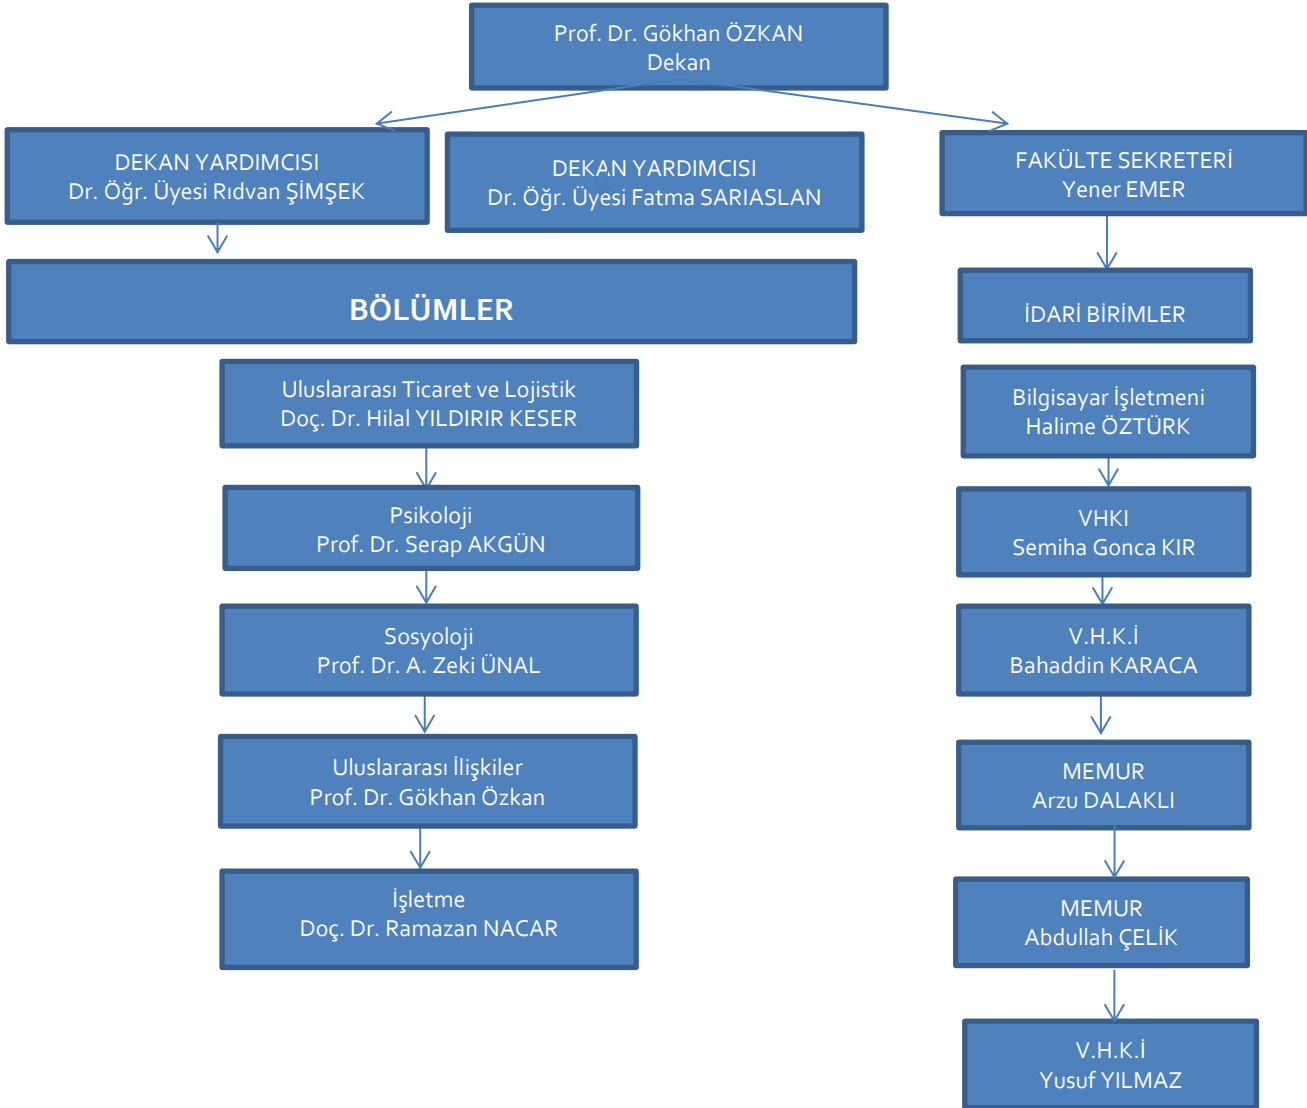 Prof. Dr. Gökhan ÖZKAN
Dekan
DEKAN YARDIMCISI
Dr. Öğr. Üyesi Rıdvan ŞİMŞEK
DEKAN YARDIMCISI
Dr. Öğr. Üyesi Fatma SARIASLAN
FAKÜLTE SEKRETERİ
Yener EMER
BÖLÜMLER
Uluslararası Ticaret ve Lojistik
Doç. Dr. Hilal YILDIRIR KESER
Psikoloji
Prof. Dr. Serap AKGÜN
Sosyoloji
Prof. Dr. A. Zeki ÜNAL
Uluslararası İlişkiler
Prof. Dr. Gökhan Özkan
İşletme
Doç. Dr. Ramazan NACAR
İDARİ BİRİMLER
Bilgisayar İşletmeni
Halime ÖZTÜRK
VHKI
Semiha Gonca KIR
V.H.K.İ
Bahaddin KARACA
MEMUR
Arzu DALAKLI
MEMUR
Abdullah ÇELİK
V.H.K.İ
Yusuf YILMAZ